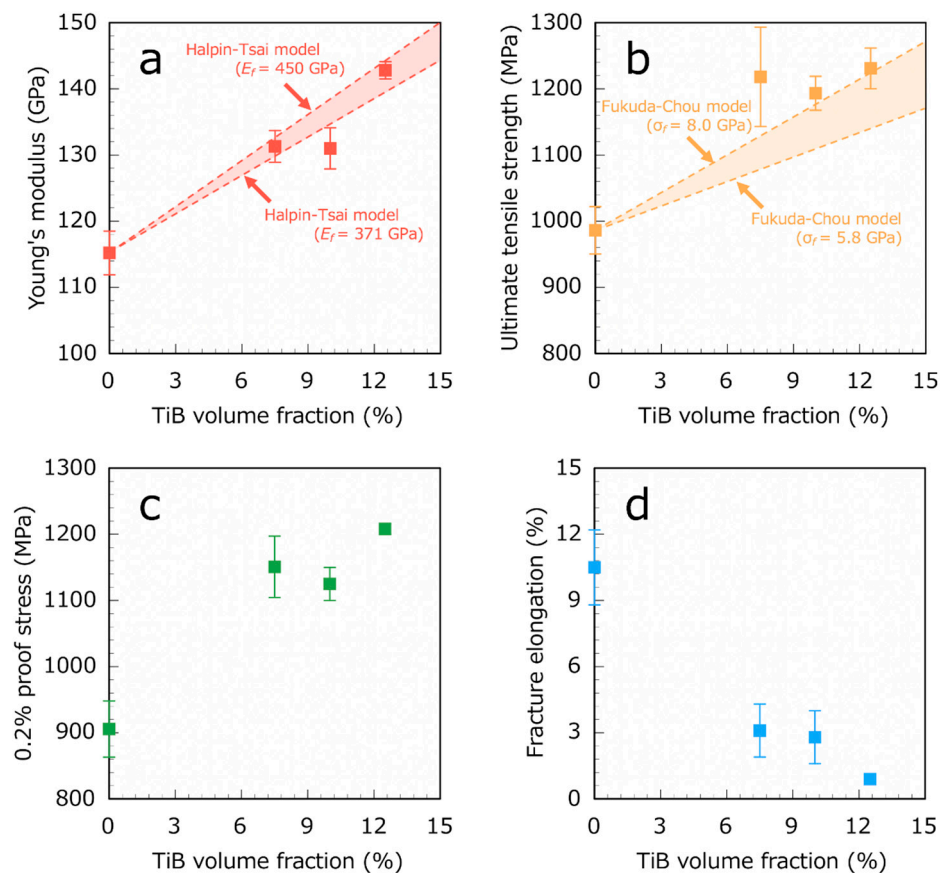 a
Young's modulus (GPa)
150
140
130
120
110
100
Halpin-Tsai model
(Ef = 450 GPa)
Halpin-Tsai model
(Ef = 371 GPa)
0 3 6 9 12 15
TiB volume fraction (%)
b
Ultimate tensile strength (MPa)
1300
1200
1100
1000
900
800
Fukuda-Chou model
(σf = 8.0 GPa)
Fukuda-Chou model
(σf = 5.8 GPa)
0 3 6 9 12 15
TiB volume fraction (%)
c
0.2% proof stress (MPa)
1300
1200
1100
1000
900
800
0 3 6 9 12 15
TiB volume fraction (%)
d
Fracture elongation (%)
15
12
9
6
3
0
0 3 6 9 12 15
TiB volume fraction (%)